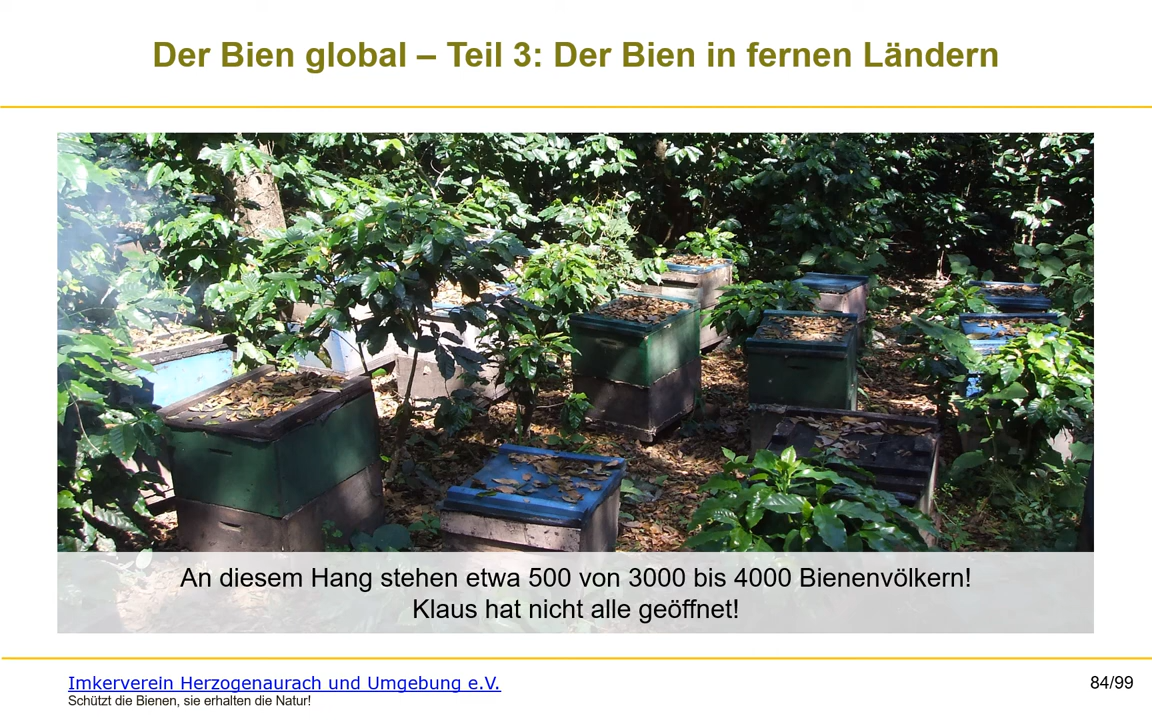 Der Bien global – Teil 3: Der Bien in fernen Ländern
An diesem Hang stehen etwa 500 von 3000 bis 4000 Bienenvölkern!
Klaus hat nicht alle geöffnet!
Imkerverein Herzogenaurach und Umgebung e.V.
Schützt die Bienen, sie erhalten die Natur!
84/99